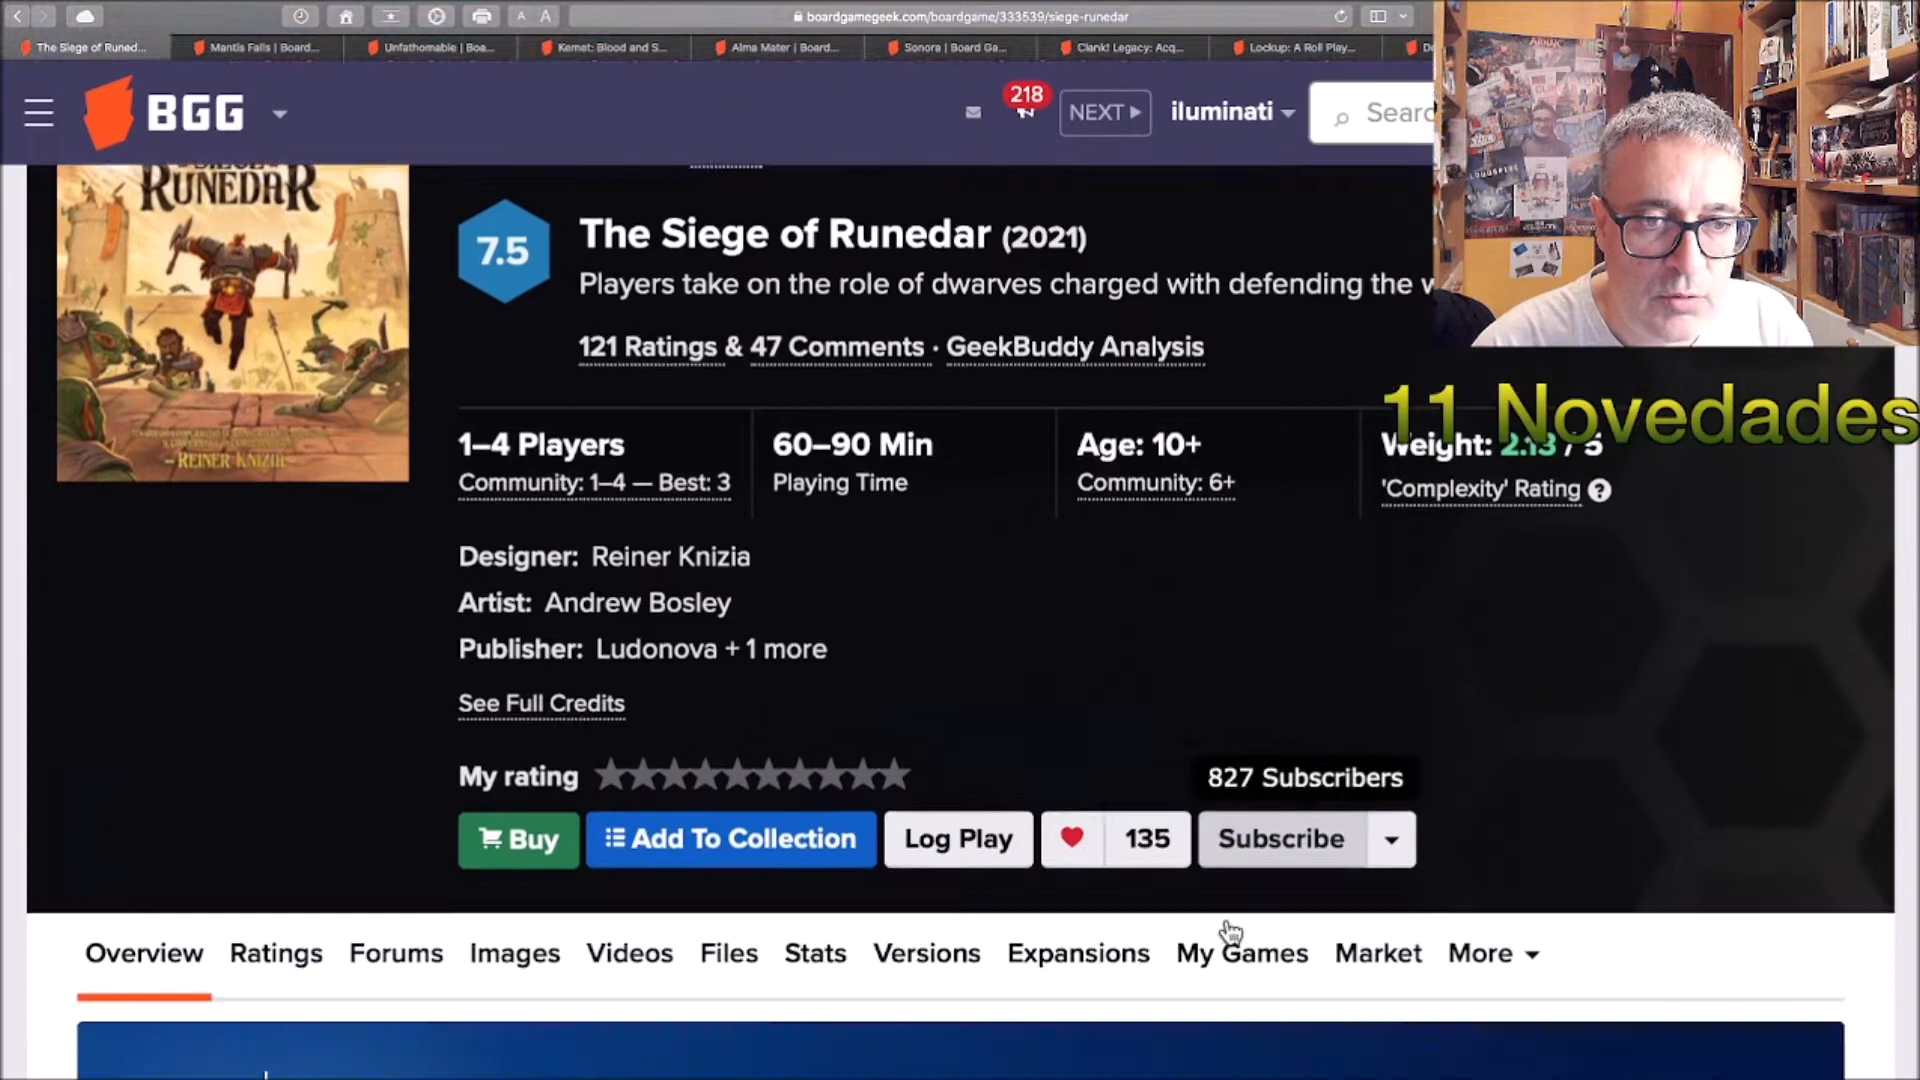 boardgamegeek.com/boardgame/333539/siege-runedar
The Siege of Runed...
Mantis Falls | Board...
Unfathomable | Boa...
Kemet: Blood and S...
Alma Mater | Board...
Sonora | Board Ga...
Clank! Legacy: Acq...
Lockup: A Roll Play...
BGG
218
NEXT
iluminati
Searc
RUNEDAR
REINER KNIZIA
7.5
The Siege of Runedar (2021)
Players take on the role of dwarves charged with defending the w
121 Ratings & 47 Comments · GeekBuddy Analysis
11 Novedades
1–4 Players
Community: 1–4 — Best: 3
60–90 Min
Playing Time
Age: 10+
Community: 6+
Weight: 2.13 / 5
'Complexity' Rating ?
Designer: Reiner Knizia
Artist: Andrew Bosley
Publisher: Ludonova + 1 more
See Full Credits
My rating
827 Subscribers
Buy
Add To Collection
Log Play
135
Subscribe
Overview
Ratings
Forums
Images
Videos
Files
Stats
Versions
Expansions
My Games
Market
More